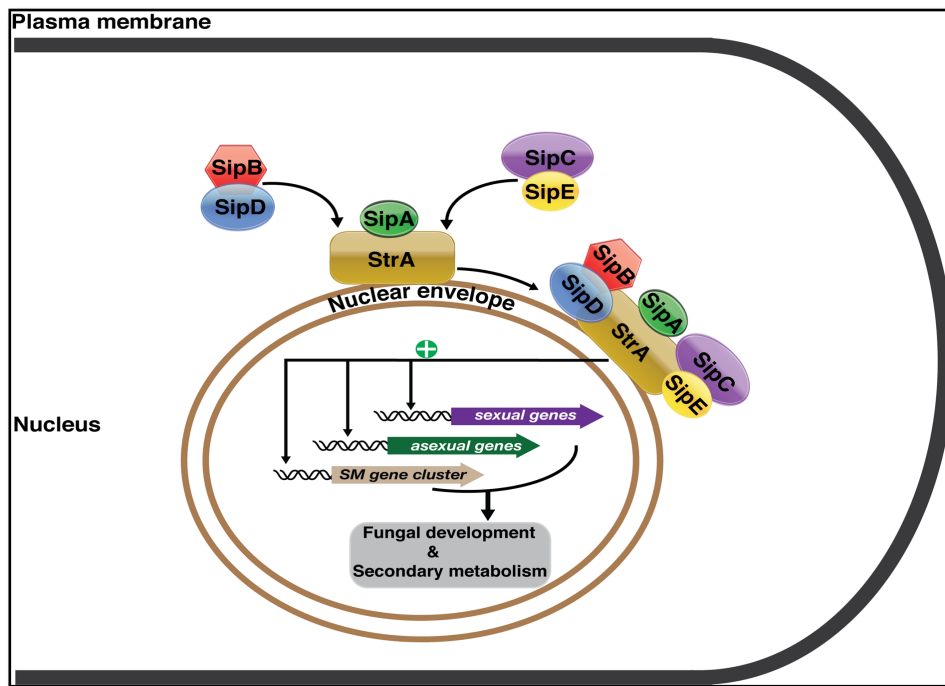 Plasma membrane
SipB
SipD
SipC
SipE
SipA
StrA
Nuclear envelope
SipB
SipD
SipA
StrA
SipC
SipE
Nucleus
sexual genes
asexual genes
SM gene cluster
Fungal development
&
Secondary metabolism